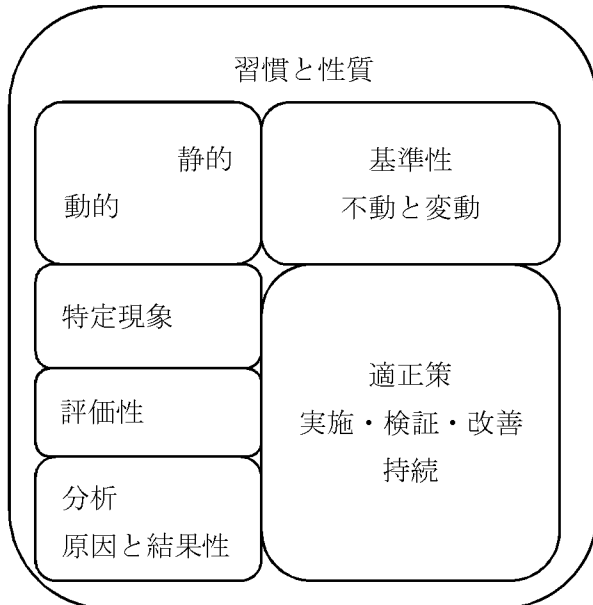 習慣と性質
静的
動的
基準性
不動と変動
特定現象
評価性
分析
原因と結果性
適正策
実施・検証・改善
持続